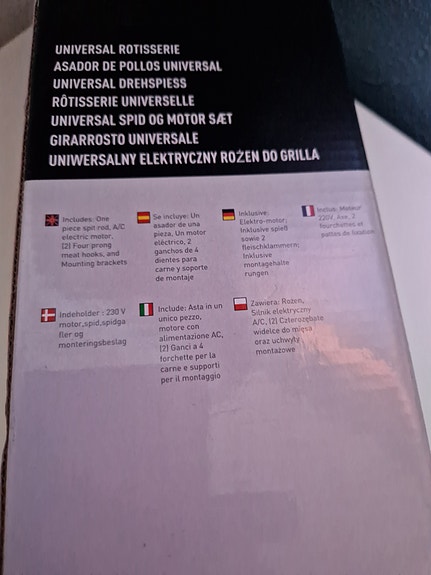 UNIVERSAL ROTISSERIE
ASADOR DE POLLOS UNIVERSAL
UNIVERSAL DREHSPIESS
RÔTISSERIE UNIVERSELLE
UNIVERSAL SPID OG MOTOR SÆT
GIRARROSTO UNIVERSALE
UNIWERSALNY ELEKTRYCZNY ROŻEN DO GRILLA
Includes: One
piece spit rod, A/C
electric motor,
(2) Four prong
meat hooks, and
Mounting brackets
Se incluye: Un
asador de una
pieza, Un motor
eléctrico, 2
ganchos de 4
dientes para
carne y soporte
de montaje
Inklusive:
Elektro-motor;
Inklusive spieß
sowie 2
fleischklammern;
Inklusive
montagehalte
rungen
Inclus: Moteur
220V, Axe, 2
fourchettes et
pattes de fixation
Indeholder : 230 V
motor,spid,spidga
fler og
monteringsbeslag
Include: Asta in un
unico pezzo,
motore con
alimentazione AC,
(2) Ganci a 4
forchette per la
carne e supporti
per il montaggio
Zawiera: Rożen,
Silnik elektryczny
A/C, (2) Czterozębate
widelce do mięsa
oraz uchwyty
montażowe